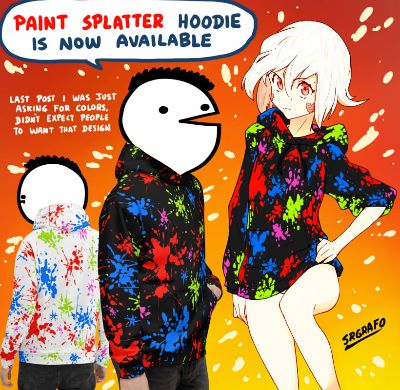 PAINT SPLATTER HOODIE
IS NOW AVAILABLE
LAST POST I WAS JUST
ASKING FOR COLORS,
DIDN'T EXPECT PEOPLE
TO WANT THAT DESIGN
SRGRAFO